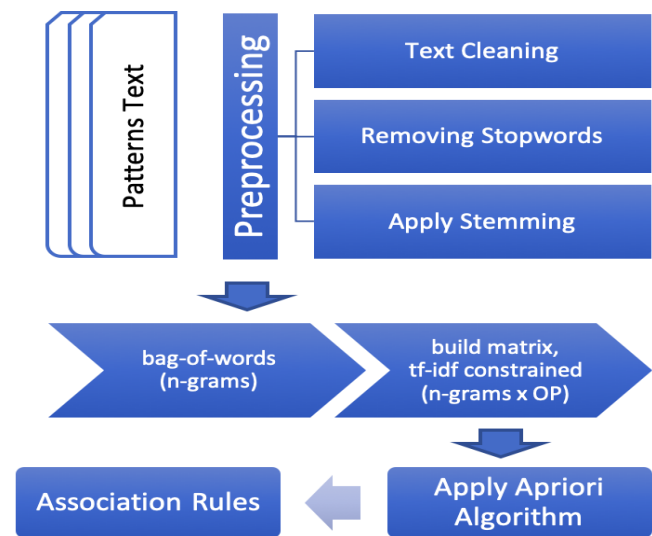 Patterns Text
Preprocessing
Text Cleaning
Removing Stopwords
Apply Stemming
bag-of-words
(n-grams)
build matrix,
tf-idf constrained
(n-grams x OP)
Association Rules
Apply Apriori
Algorithm